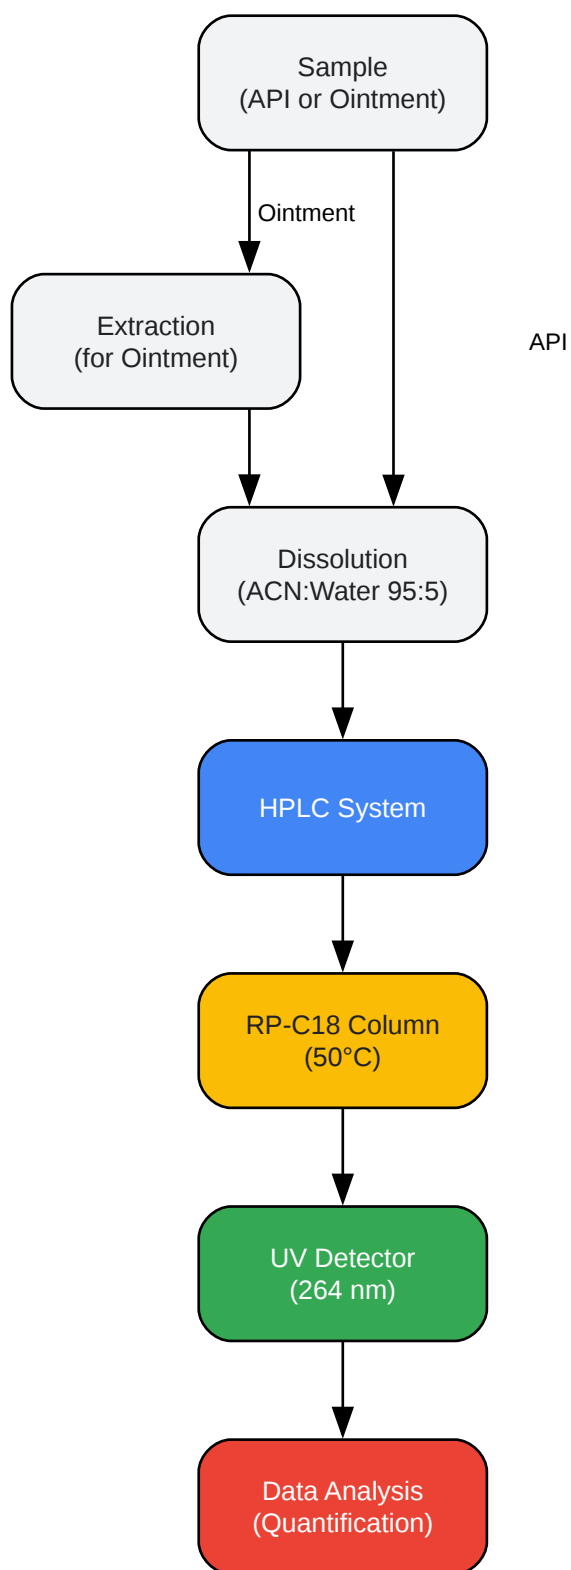 Sample
(API or Ointment)
Ointment
Extraction
(for Ointment)
API
Dissolution
(ACN:Water 95:5)
HPLC System
RP-C18 Column
(50°C)
UV Detector
(264 nm)
Data Analysis
(Quantification)